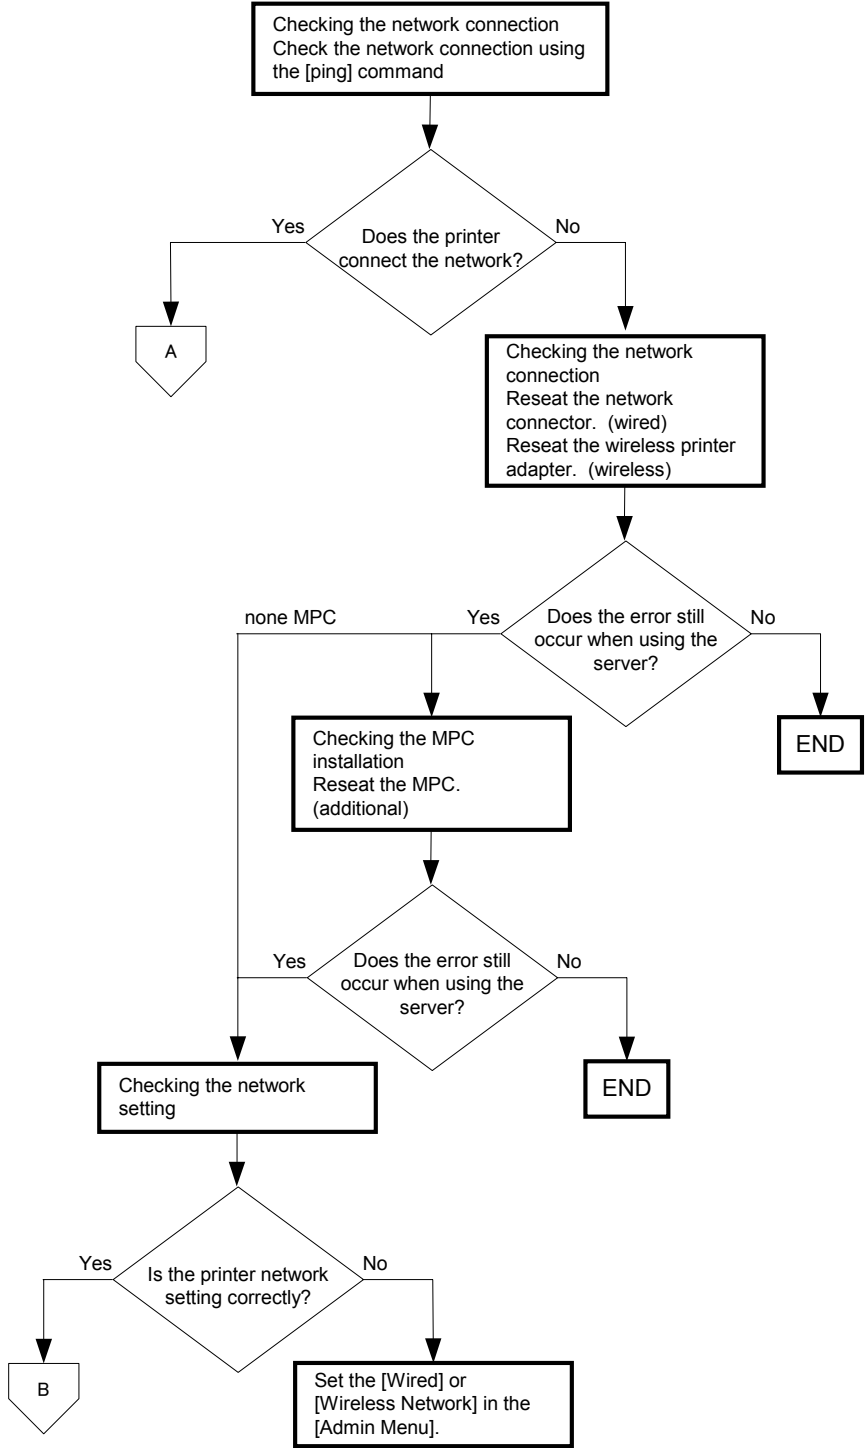 Checking the network connection
Check the network connection using
the [ping] command
Yes
No
Does the printer
connect the network?
A
Checking the network
connection
Reseat the network
connector.  (wired)
Reseat the wireless printer
adapter.  (wireless)
none MPC
Yes
No
Does the error still
occur when using the
server?
END
Checking the MPC
installation
Reseat the MPC.
(additional)
Yes
No
Does the error still
occur when using the
server?
END
Checking the network
setting
Yes
No
Is the printer network
setting correctly?
B
Set the [Wired] or
[Wireless Network] in the
[Admin Menu].